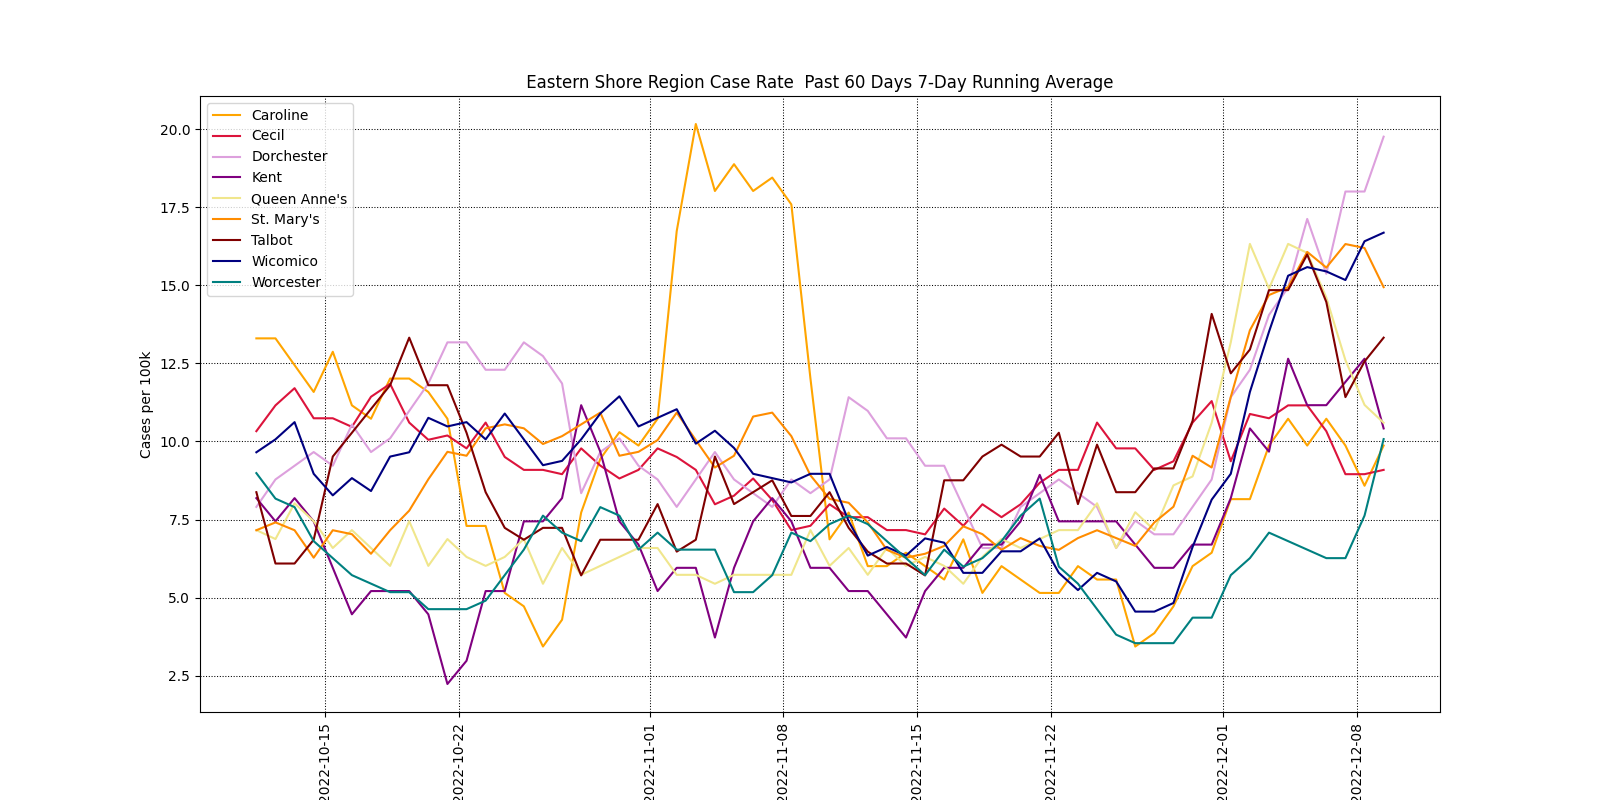 Eastern Shore Region Case Rate  Past 60 Days 7-Day Running Average
Caroline
Cecil
Dorchester
Kent
Queen Anne's
St. Mary's
Talbot
Wicomico
Worcester
Cases per 100k
20.0
17.5
15.0
12.5
10.0
7.5
5.0
2.5
2022-10-15
2022-10-22
2022-11-01
2022-11-08
2022-11-15
2022-11-22
2022-12-01
2022-12-08